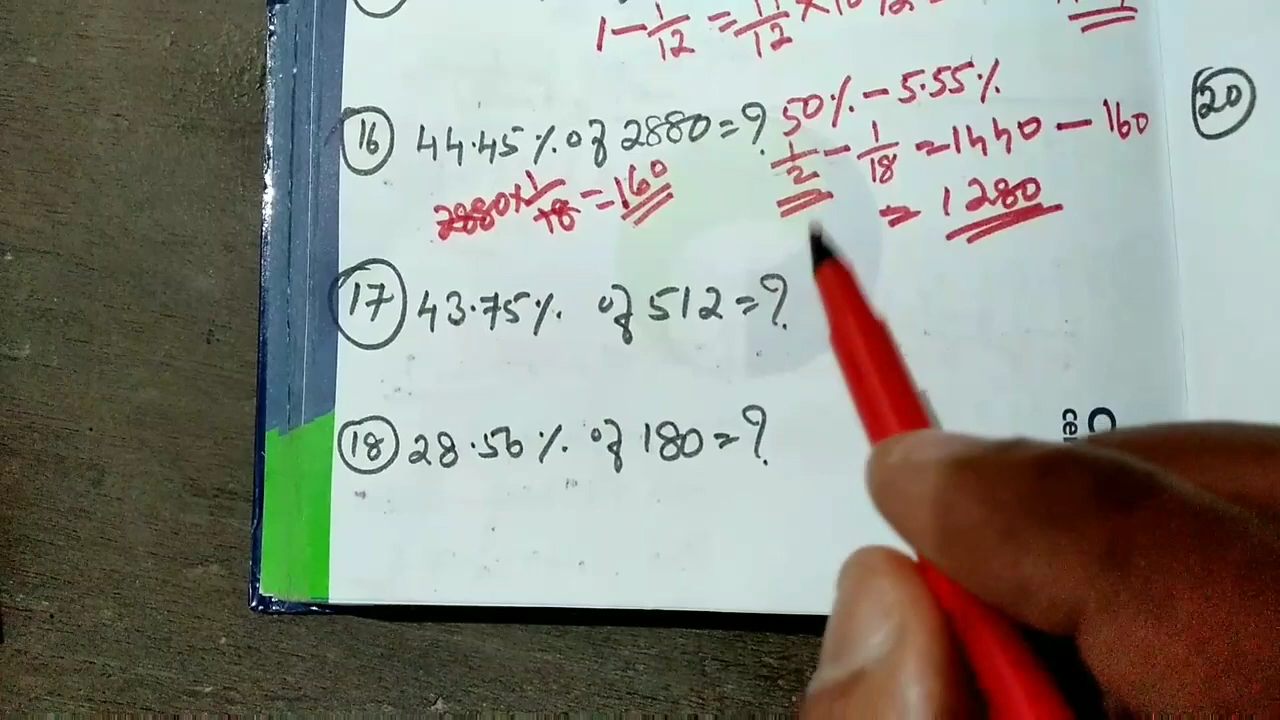 1 - 1/12 = 11/12 ×
50% - 5.55%
(16) 44.45% of 2880 = ? 1/2 - 1/18 = 1440 - 160
2880 × 1/18 = 160
= 1280
(17) 43.75% of 512 = ?
(18) 28.56% of 180 = ?
(20)